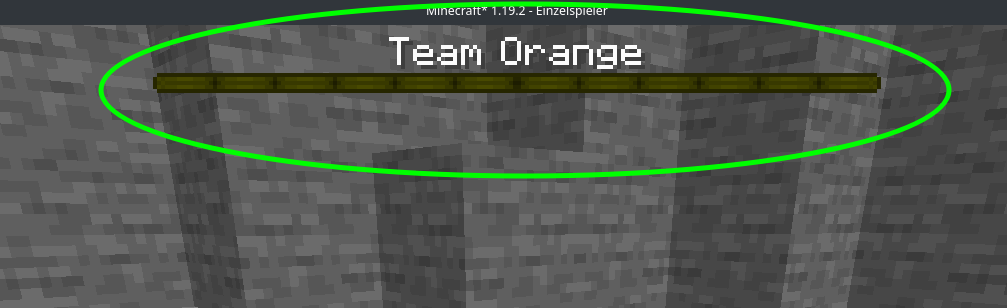 Minecraft* 1.19.2 - Einzelspieler
Team Orange